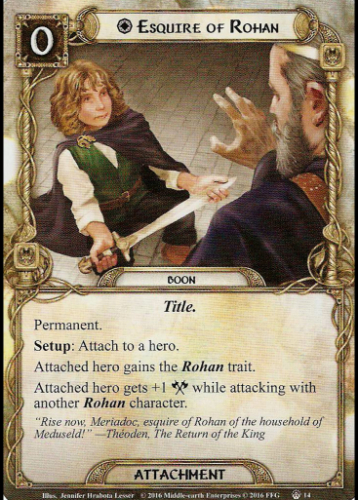 0
Esquire of Rohan
BOON
Title.
Permanent.
Setup: Attach to a hero.
Attached hero gains the Rohan trait.
Attached hero gets +1 while attacking with
another Rohan character.
“Rise now, Meriadoc, esquire of Rohan of the household of
Meduseld!” —Théoden, The Return of the King
Illus. Jennifer Hrabota Lesser © 2016 Middle-earth Enterprises © 2016 FFG 14
ATTACHMENT